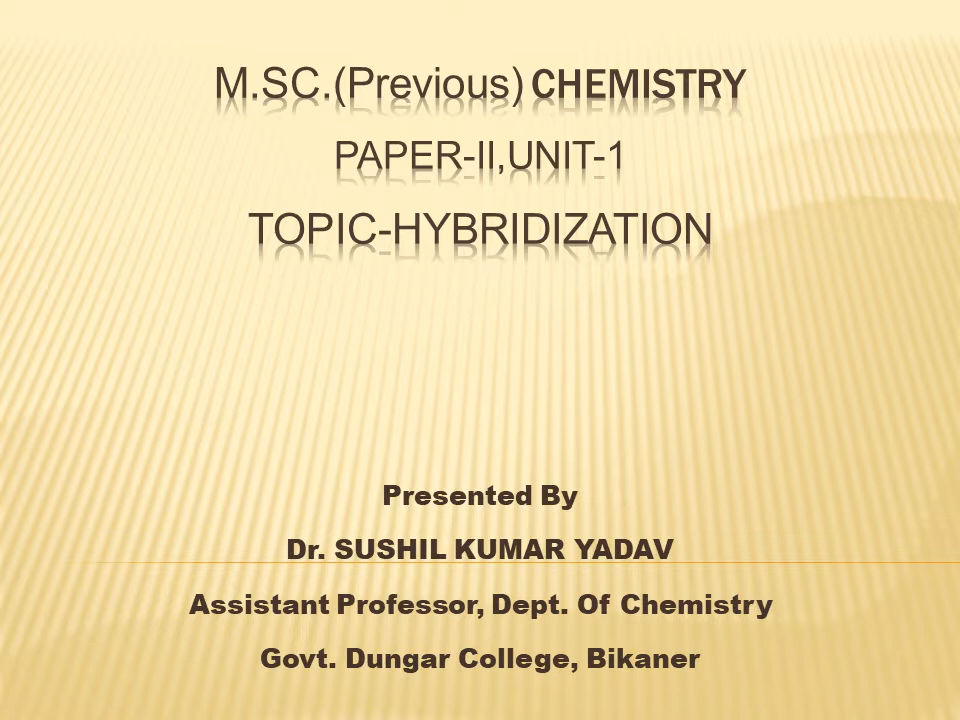 M.SC.(Previous) CHEMISTRY
PAPER-II,UNIT-1
TOPIC-HYBRIDIZATION
Presented By
Dr. SUSHIL KUMAR YADAV
Assistant Professor, Dept. Of Chemistry
Govt. Dungar College, Bikaner